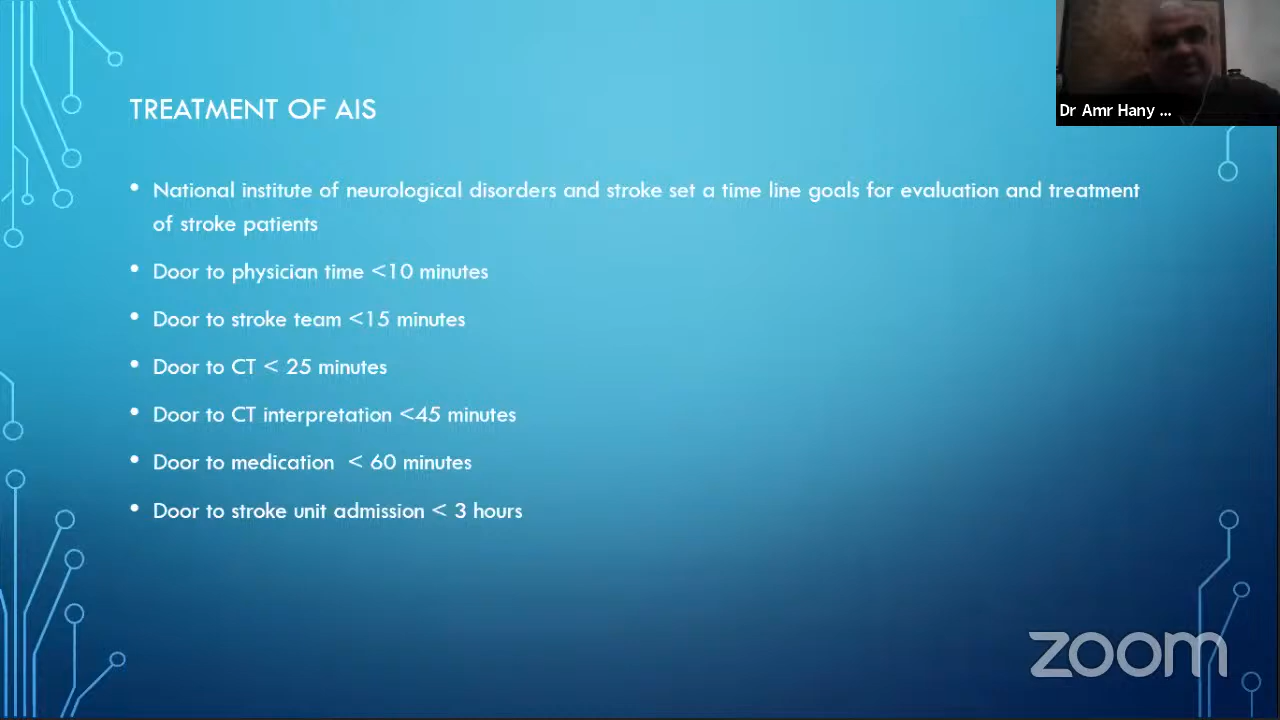 TREATMENT OF AIS
• National institute of neurological disorders and stroke set a time line goals for evaluation and treatment
of stroke patients
• Door to physician time <10 minutes
• Door to stroke team <15 minutes
• Door to CT < 25 minutes
• Door to CT interpretation <45 minutes
• Door to medication  < 60 minutes
• Door to stroke unit admission < 3 hours
Dr Amr Hany ...
zoom